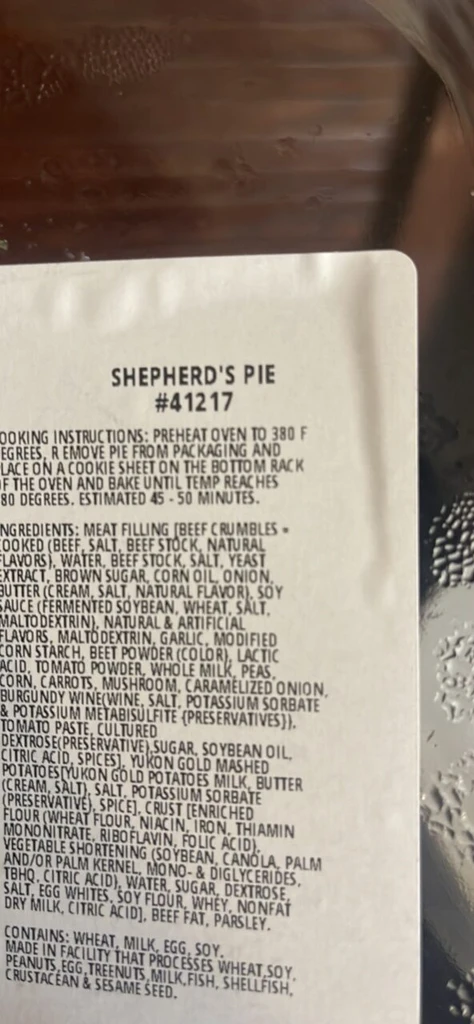 SHEPHERD'S PIE
#41217
OOKING INSTRUCTIONS: PREHEAT OVEN TO 380 F
EGREES, R EMOVE PIE FROM PACKAGING AND
LACE ON A COOKIE SHEET ON THE BOTTOM RACK
F THE OVEN AND BAKE UNTIL TEMP REACHES
80 DEGREES. ESTIMATED 45 - 50 MINUTES.
NGREDIENTS: MEAT FILLING [BEEF CRUMBLES =
OOKED (BEEF, SALT, BEEF STOCK, NATURAL
FLAVORS), WATER, BEEF STOCK, SALT, YEAST
EXTRACT, BROWN SUGAR, CORN OIL, ONION,
BUTTER (CREAM, SALT, NATURAL FLAVOR), SOY
SAUCE (FERMENTED SOYBEAN, WHEAT, SALT,
MALTODEXTRIN), NATURAL & ARTIFICIAL
FLAVORS, MALTODEXTRIN, GARLIC, MODIFIED
CORN STARCH, BEET POWDER (COLOR), LACTIC
ACID, TOMATO POWDER, WHOLE MILK, PEAS,
CORN, CARROTS, MUSHROOM, CARAMELIZED ONION,
BURGUNDY WINE(WINE, SALT, POTASSIUM SORBATE
& POTASSIUM METABISULFITE {PRESERVATIVES}),
TOMATO PASTE, CULTURED
DEXTROSE(PRESERVATIVE),SUGAR, SOYBEAN OIL,
CITRIC ACID, SPICES], YUKON GOLD MASHED
POTATOES[YUKON GOLD POTATOES MILK, BUTTER
(CREAM, SALT), SALT, POTASSIUM SORBATE
(PRESERVATIVE), SPICE], CRUST [ENRICHED
FLOUR (WHEAT FLOUR, NIACIN, IRON, THIAMIN
MONONITRATE, RIBOFLAVIN, FOLIC ACID),
VEGETABLE SHORTENING (SOYBEAN, CANOLA, PALM
AND/OR PALM KERNEL, MONO- & DIGLYCERIDES,
TBHQ, CITRIC ACID), WATER, SUGAR, DEXTROSE,
SALT, EGG WHITES, SOY FLOUR, WHEY, NONFAT
DRY MILK, CITRIC ACID], BEEF FAT, PARSLEY.
CONTAINS: WHEAT, MILK, EGG, SOY.
MADE IN FACILITY THAT PROCESSES WHEAT,SOY,
PEANUTS,EGG,TREENUTS,MILK,FISH, SHELLFISH,
CRUSTACEAN & SESAME SEED.